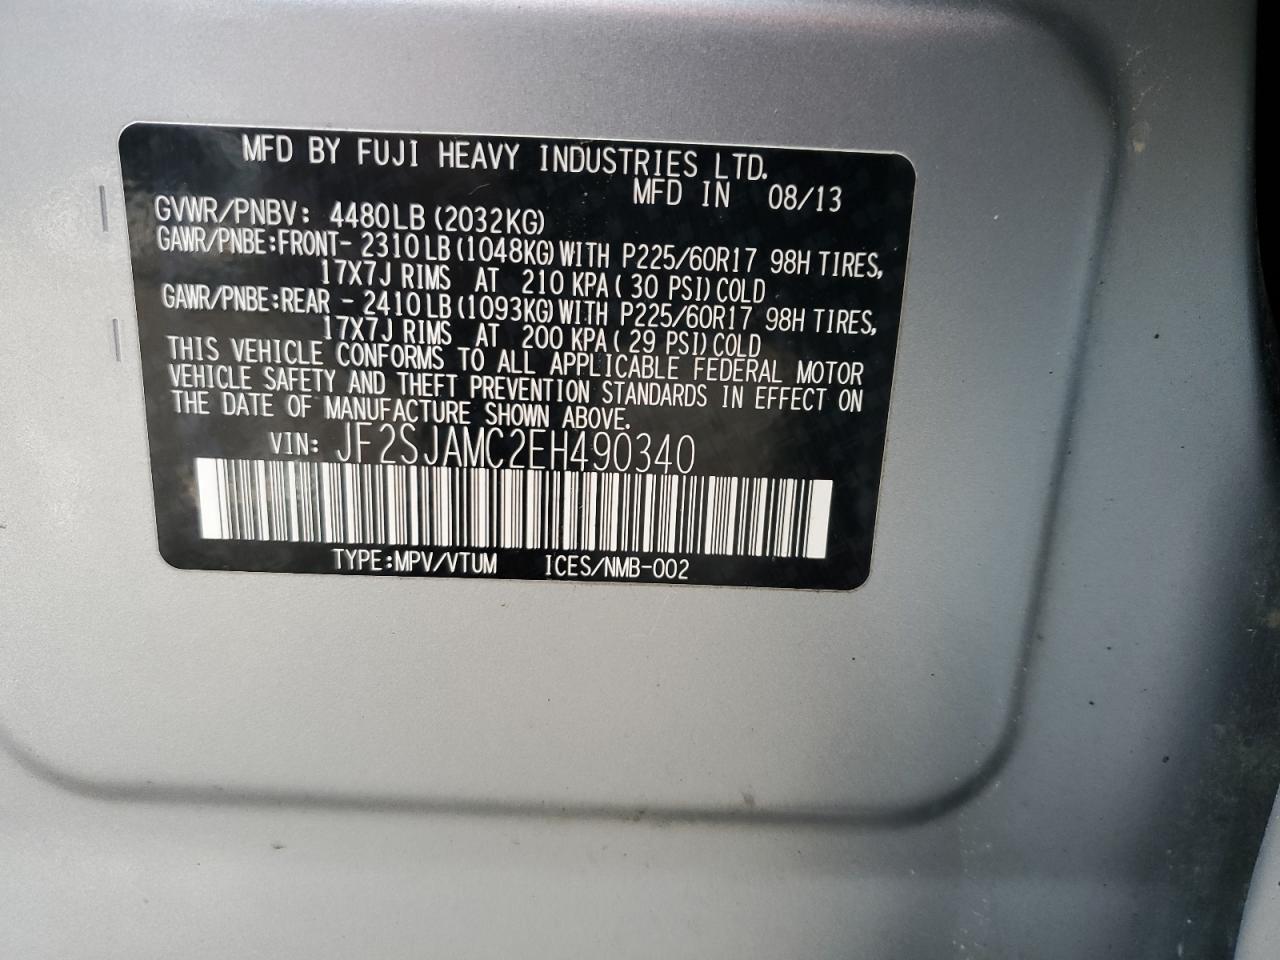 MFD BY FUJI HEAVY INDUSTRIES LTD.
MFD IN 08/13
GVWR/PNBV: 4480LB (2032KG)
GAWR/PNBE:FRONT- 2310LB(1048KG)WITH P225/60R17 98H TIRES,
17X7J RIMS AT 210 KPA( 30 PSI)COLD
GAWR/PNBE:REAR - 2410LB(1093KG)WITH P225/60R17 98H TIRES,
17X7J RIMS AT 200 KPA( 29 PSI)COLD
THIS VEHICLE CONFORMS TO ALL APPLICABLE FEDERAL MOTOR
VEHICLE SAFETY AND THEFT PREVENTION STANDARDS IN EFFECT ON
THE DATE OF MANUFACTURE SHOWN ABOVE.
VIN: JF2SJAMC2EH490340
TYPE:MPV/VTUM ICES/NMB-002